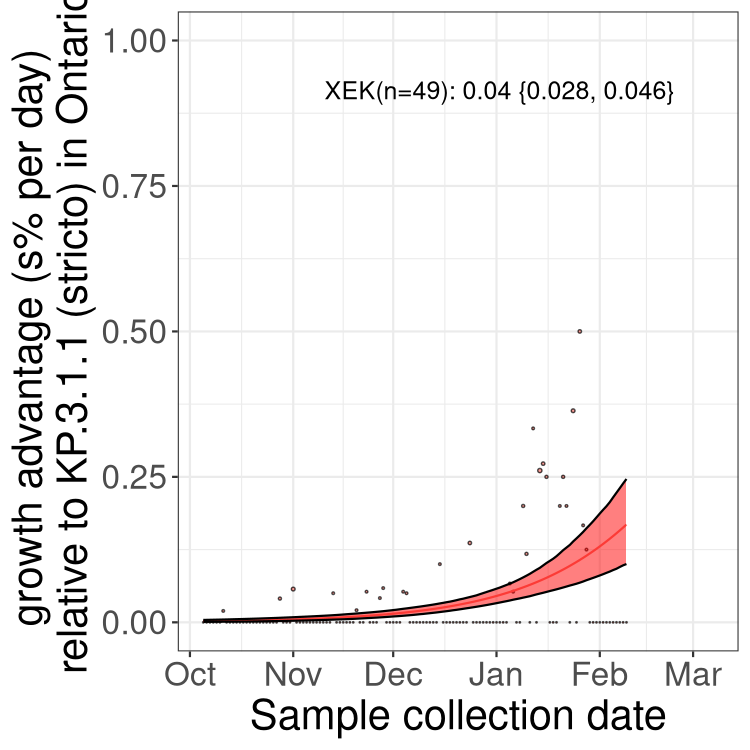 growth advantage (s% per day)
relative to KP.3.1.1 (stricto) in Ontario
1.00
0.75
0.50
0.25
0.00
XEK(n=49): 0.04 {0.028, 0.046}
Oct Nov Dec Jan Feb Mar
Sample collection date